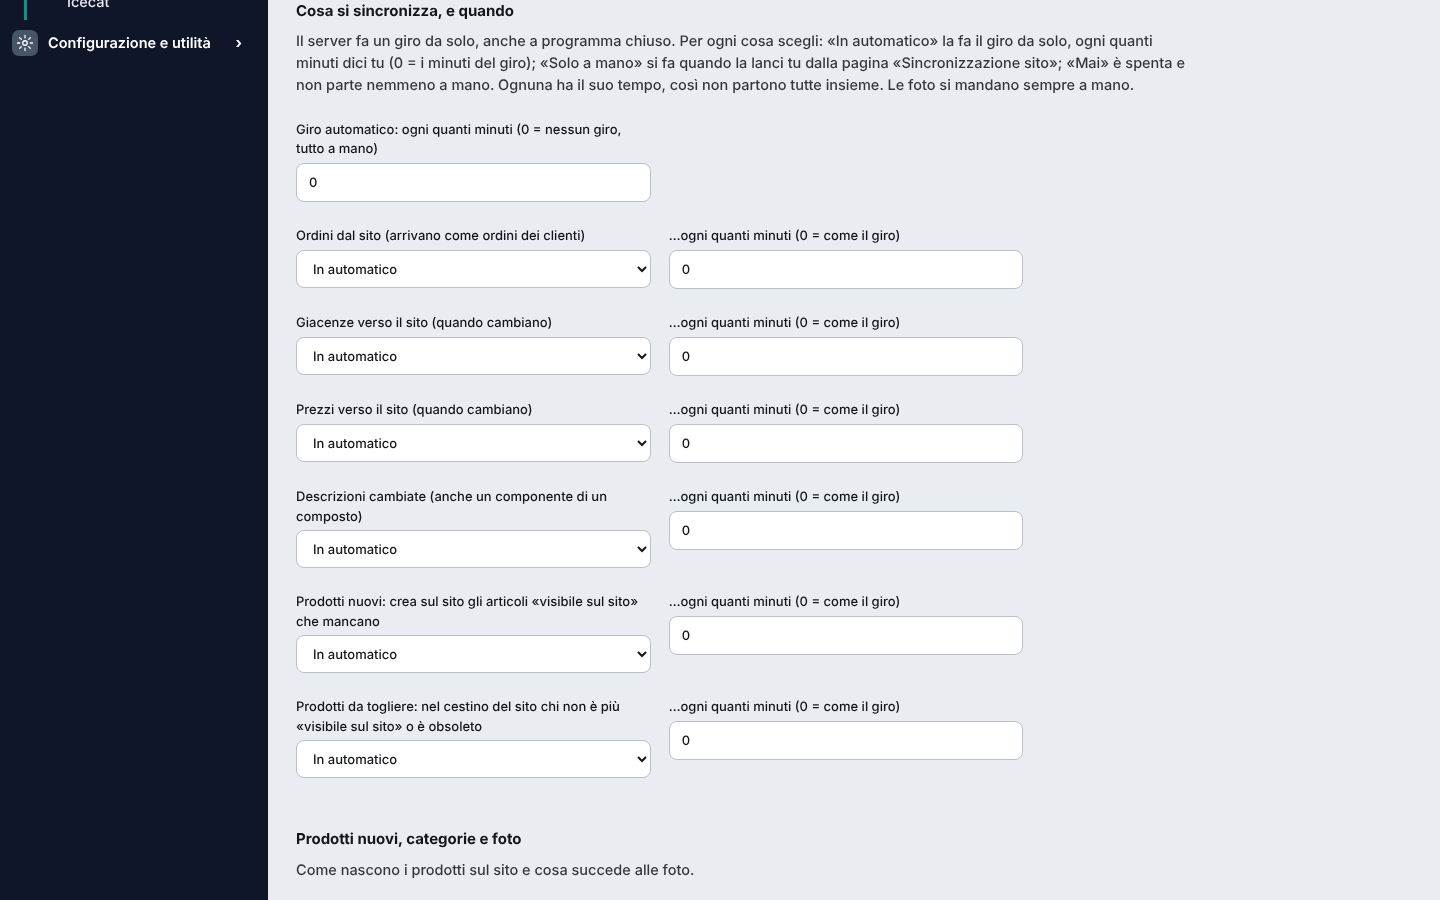 Icecat
Configurazione e utilità
Cosa si sincronizza, e quando
Il server fa un giro da solo, anche a programma chiuso. Per ogni cosa scegli: «In automatico» la fa il giro da solo, ogni quanti
minuti dici tu (0 = i minuti del giro); «Solo a mano» si fa quando la lanci tu dalla pagina «Sincronizzazione sito»; «Mai» è spenta e
non parte nemmeno a mano. Ognuna ha il suo tempo, così non partono tutte insieme. Le foto si mandano sempre a mano.
Giro automatico: ogni quanti minuti (0 = nessun giro,
tutto a mano)
0
Ordini dal sito (arrivano come ordini dei clienti)
...ogni quanti minuti (0 = come il giro)
In automatico
0
Giacenze verso il sito (quando cambiano)
...ogni quanti minuti (0 = come il giro)
In automatico
0
Prezzi verso il sito (quando cambiano)
...ogni quanti minuti (0 = come il giro)
In automatico
0
Descrizioni cambiate (anche un componente di un
composto)
...ogni quanti minuti (0 = come il giro)
In automatico
0
Prodotti nuovi: crea sul sito gli articoli «visibile sul sito»
che mancano
...ogni quanti minuti (0 = come il giro)
In automatico
0
Prodotti da togliere: nel cestino del sito chi non è più
«visibile sul sito» o è obsoleto
...ogni quanti minuti (0 = come il giro)
In automatico
0
Prodotti nuovi, categorie e foto
Come nascono i prodotti sul sito e cosa succede alle foto.